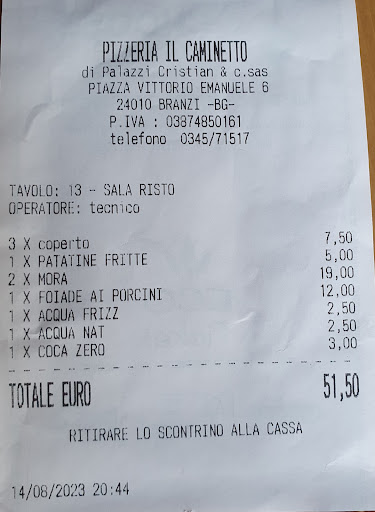 PIZZERIA IL CAMINETTO
di Palazzi Cristian & c.sas
PIAZZA VITTORIO EMANUELE 6
24010 BRANZI -BG-
P.IVA : 03874850161
telefono 0345/71517
TAVOLO: 13 - SALA RISTO
OPERATORE: tecnico
3 X coperto 7,50
1 X PATATINE FRITTE 5,00
2 X MORA 19,00
1 X FOIADE AI PORCINI 12,00
1 X ACQUA FRIZZ 2,50
1 X ACQUA NAT 2,50
1 X COCA ZERO 3,00
TOTALE EURO 51,50
RITIRARE LO SCONTRINO ALLA CASSA
14/08/2023 20:44